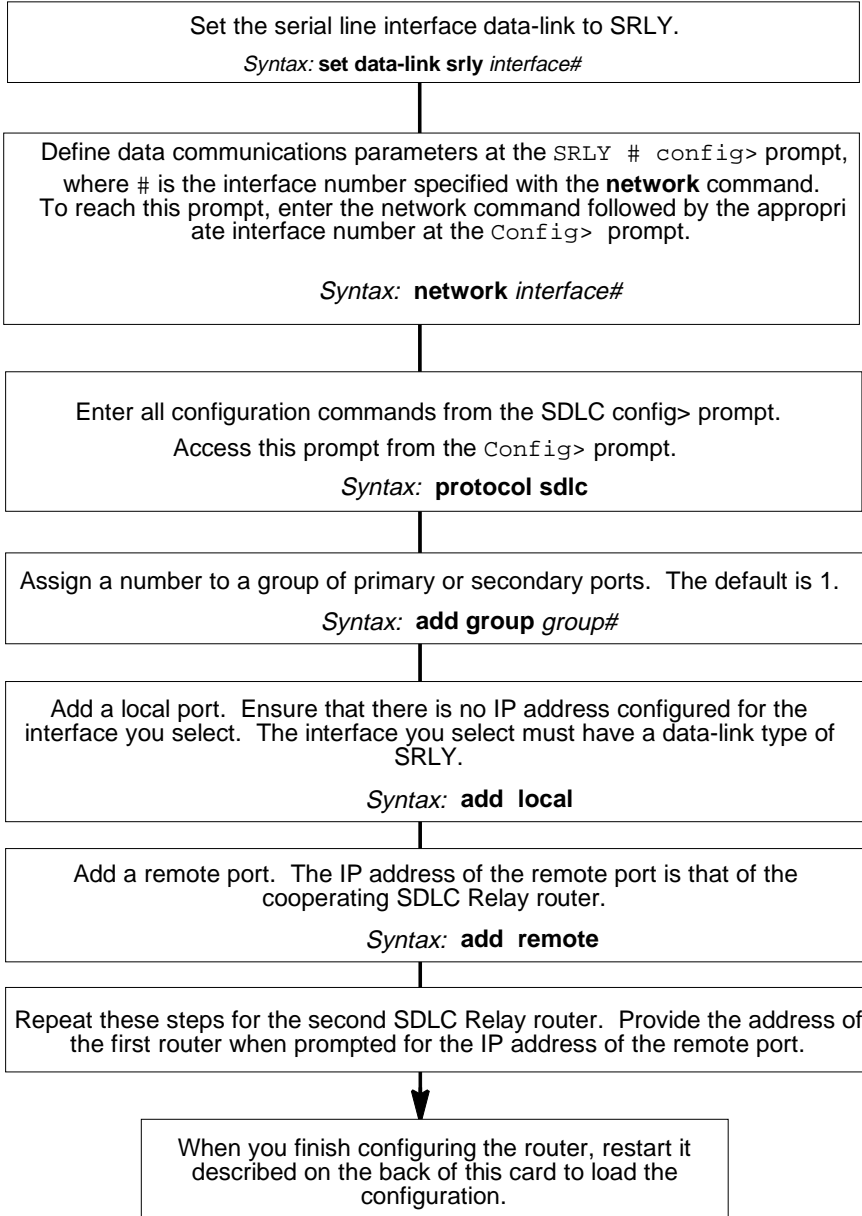 Set the serial line interface data-link to SRLY.
Syntax: set data-link srly interface#
Define data communications parameters at the SRLY # config> prompt,
where # is the interface number specified with the network command.
To reach this prompt, enter the network command followed by the appropri
ate interface number at the Config> prompt.
Syntax: network interface#
Enter all configuration commands from the SDLC config> prompt.
Access this prompt from the Config> prompt.
Syntax: protocol sdlc
Assign a number to a group of primary or secondary ports. The default is 1.
Syntax: add group group#
Add a local port. Ensure that there is no IP address configured for the
interface you select. The interface you select must have a data-link type of
SRLY.
Syntax: add local
Add a remote port. The IP address of the remote port is that of the
cooperating SDLC Relay router.
Syntax: add remote
Repeat these steps for the second SDLC Relay router. Provide the address of
the first router when prompted for the IP address of the remote port.
When you finish configuring the router, restart it
described on the back of this card to load the
configuration.